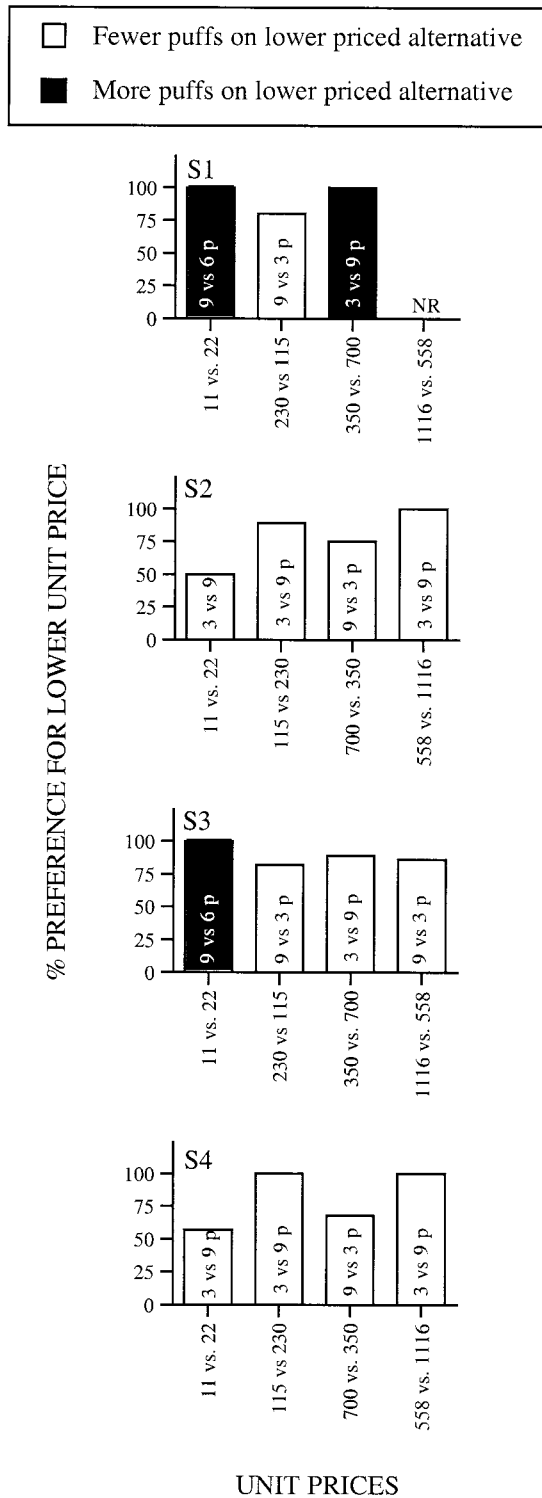 Fewer puffs on lower priced alternative
More puffs on lower priced alternative
% PREFERENCE FOR LOWER UNIT PRICE
S1
100
75
50
25
0
9 vs 6 p
9 vs 3 p
3 vs 9 p
NR
11 vs. 22
230 vs 115
350 vs. 700
1116 vs. 558
S2
100
75
50
25
0
3 vs 9
3 vs 9 p
9 vs 3 p
3 vs 9 p
11 vs. 22
115 vs 230
700 vs. 350
558 vs. 1116
S3
100
75
50
25
0
9 vs 6 p
9 vs 3 p
3 vs 9 p
9 vs 3 p
11 vs. 22
230 vs 115
350 vs. 700
1116 vs. 558
S4
100
75
50
25
0
3 vs 9 p
3 vs 9 p
9 vs 3 p
3 vs 9 p
11 vs. 22
115 vs 230
700 vs. 350
558 vs. 1116
UNIT PRICES